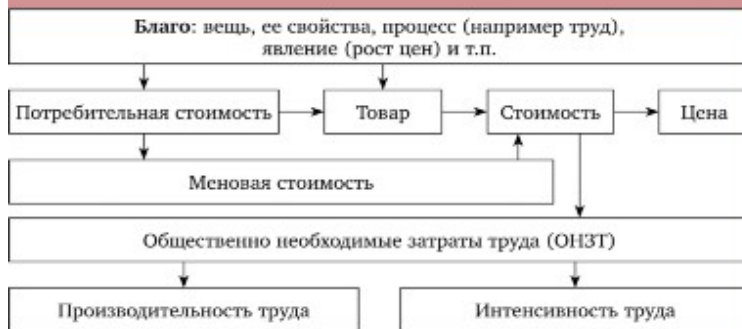 Благо: вещь, ее свойства, процесс (например труд),
явление (рост цен) и т.п.
Потребительная стоимость
Товар
Стоимость
Цена
Меновая стоимость
Общественно необходимые затраты труда (ОНЗТ)
Производительность труда
Интенсивность труда